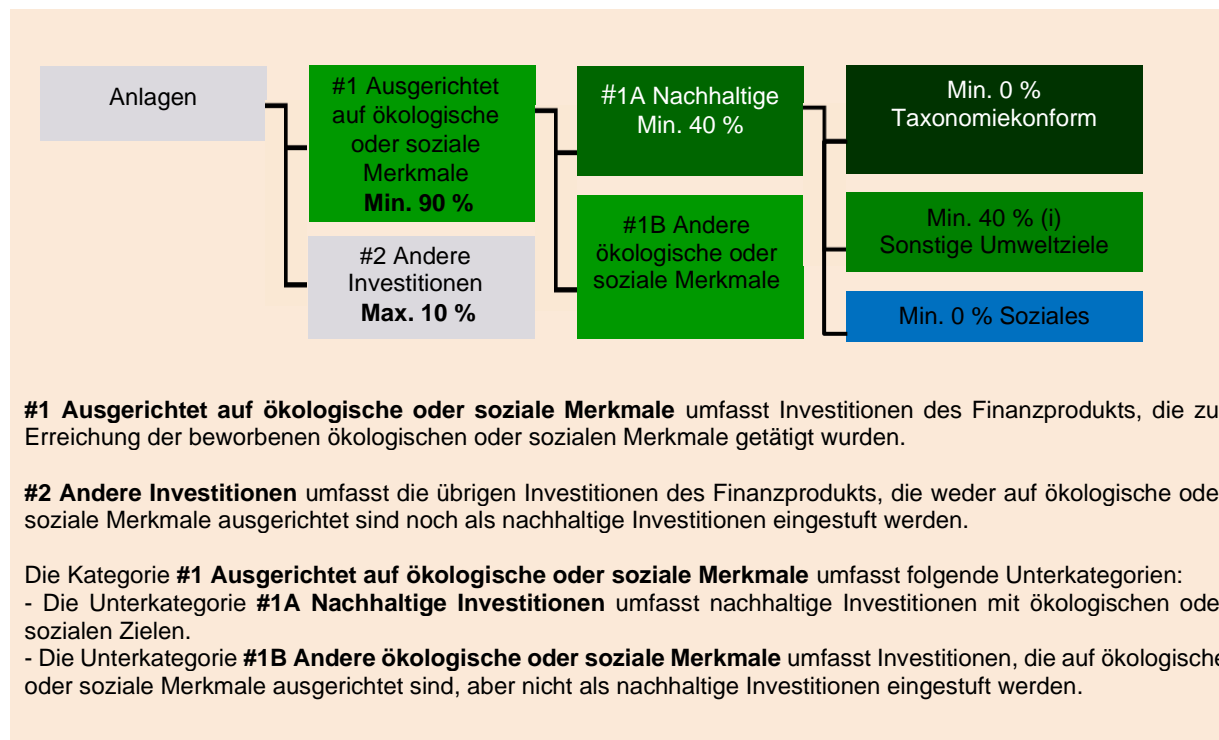 Anlagen
#1 Ausgerichtet
auf ökologische
oder soziale
Merkmale
Min. 90 %
#2 Andere
Investitionen
Max. 10 %
#1A Nachhaltige
Min. 40 %
#1B Andere
ökologische oder
soziale Merkmale
Min. 0 %
Taxonomiekonform
Min. 40 % (i)
Sonstige Umweltziele
Min. 0 % Soziales
#1 Ausgerichtet auf ökologische oder soziale Merkmale umfasst Investitionen des Finanzprodukts, die zu
Erreichung der beworbenen ökologischen oder sozialen Merkmale getätigt wurden.
#2 Andere Investitionen umfasst die übrigen Investitionen des Finanzprodukts, die weder auf ökologische ode
soziale Merkmale ausgerichtet sind noch als nachhaltige Investitionen eingestuft werden.
Die Kategorie #1 Ausgerichtet auf ökologische oder soziale Merkmale umfasst folgende Unterkategorien:
- Die Unterkategorie #1A Nachhaltige Investitionen umfasst nachhaltige Investitionen mit ökologischen ode
sozialen Zielen.
- Die Unterkategorie #1B Andere ökologische oder soziale Merkmale umfasst Investitionen, die auf ökologische
oder soziale Merkmale ausgerichtet sind, aber nicht als nachhaltige Investitionen eingestuft werden.